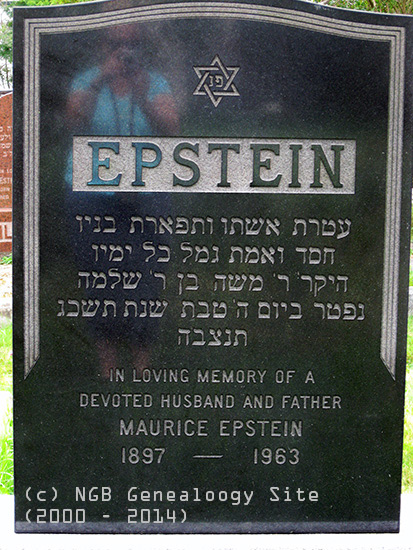 פנ
EPSTEIN
עטרת אשתו ותפארת בניו
חסד ואמת גמל כל ימיו
היקר ר' משה בן ר' שלמה
נפטר ביום ה' טבת שנת תשכג
תנצבה
IN LOVING MEMORY OF A
DEVOTED HUSBAND AND FATHER
MAURICE EPSTEIN
1897 — 1963
(c) NGB Genealoogy Site
(2000 - 2014)